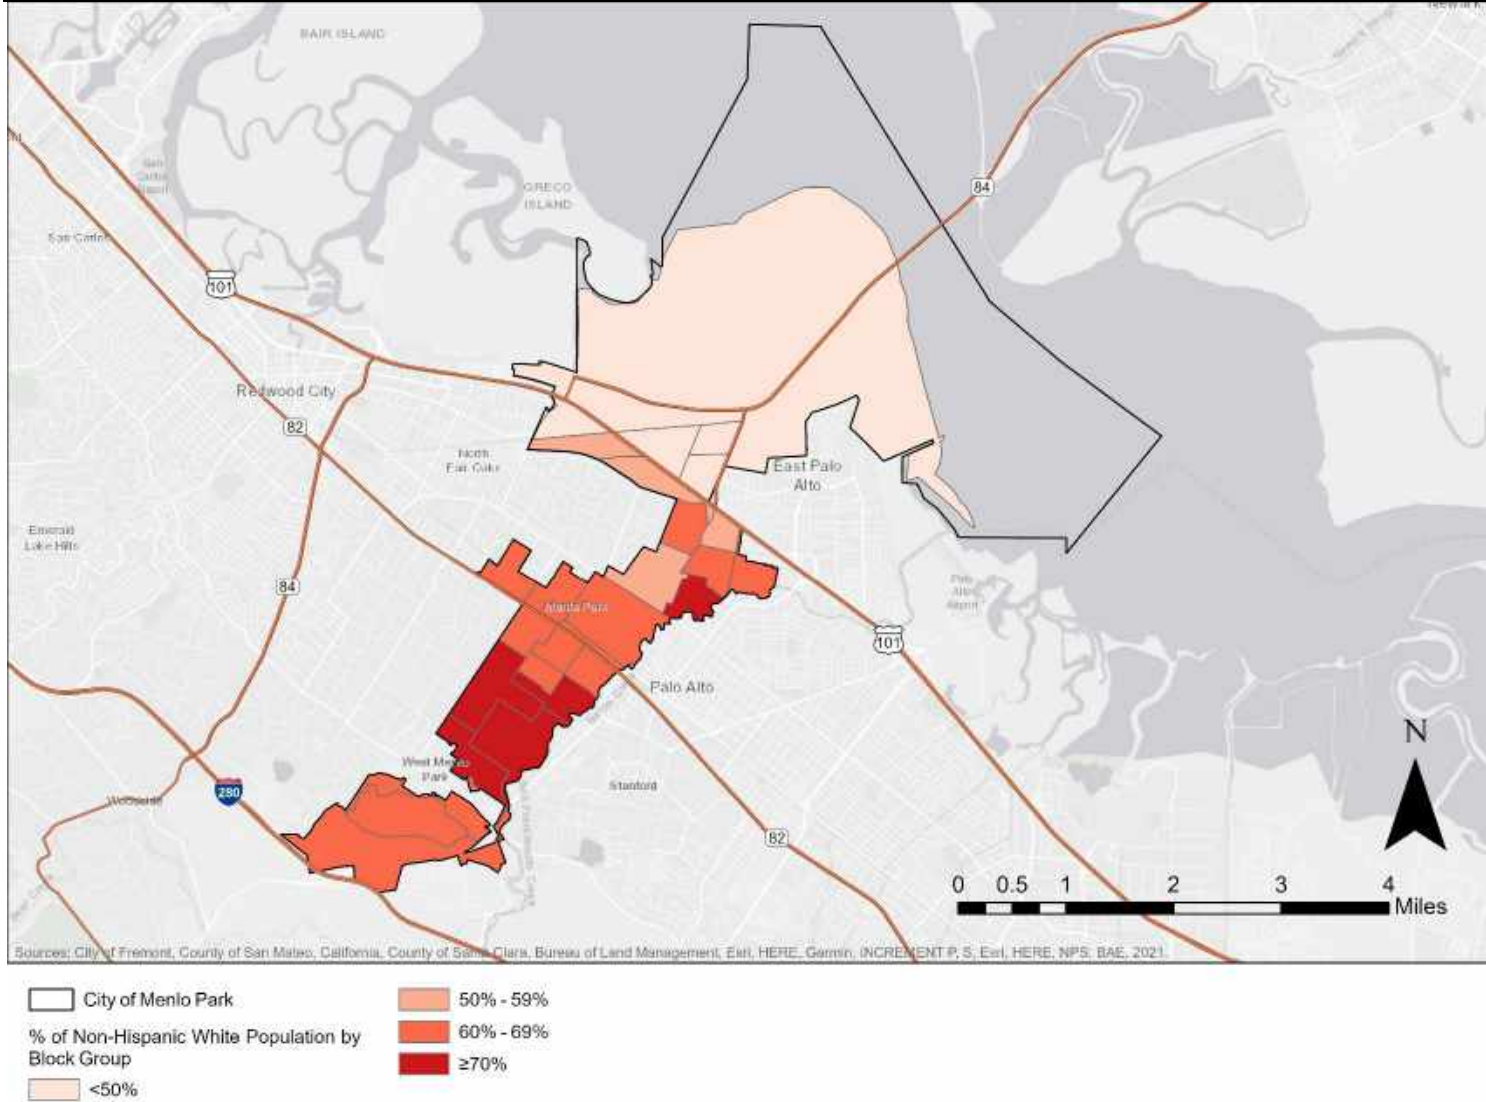 BAIR ISLAND
Newark
GRECO
ISLAND
84
San Carlos
101
Redwood City
82
North
Fair Oaks
East Palo
Alto
Emerald
Lake Hills
84
Palo
Alto
Airport
Menlo Park
101
Palo Alto
West Menlo
Park
Stanford
280
Woodside
82
N
0 0.5 1 2 3 4
Miles
Sources: City of Fremont, County of San Mateo, California, County of Santa Clara, Bureau of Land Management, Esri, HERE, Garmin, INCREMENT P, S, Esri, HERE, NPS; BAE, 2021.
City of Menlo Park
% of Non-Hispanic White Population by
Block Group
<50%
50% - 59%
60% - 69%
≥70%